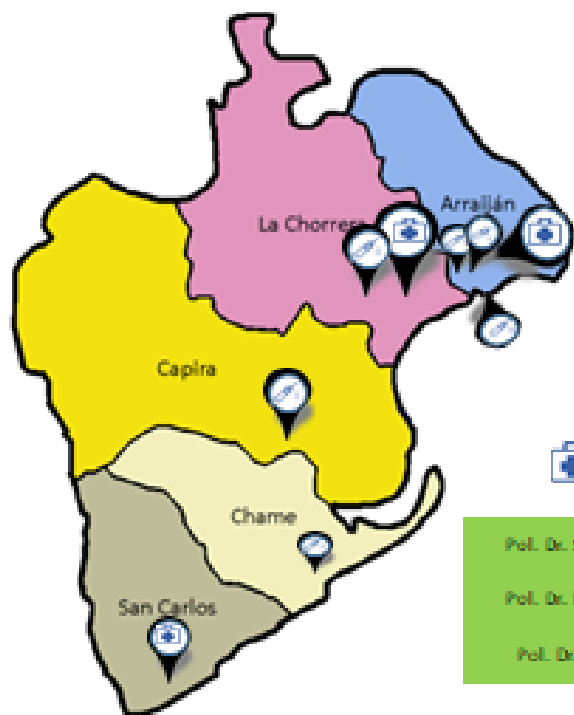 Arraiján
La Chorrera
Capira
Chame
San Carlos
Pol. Dr.
Pol. Dr.
Pol. Dr.